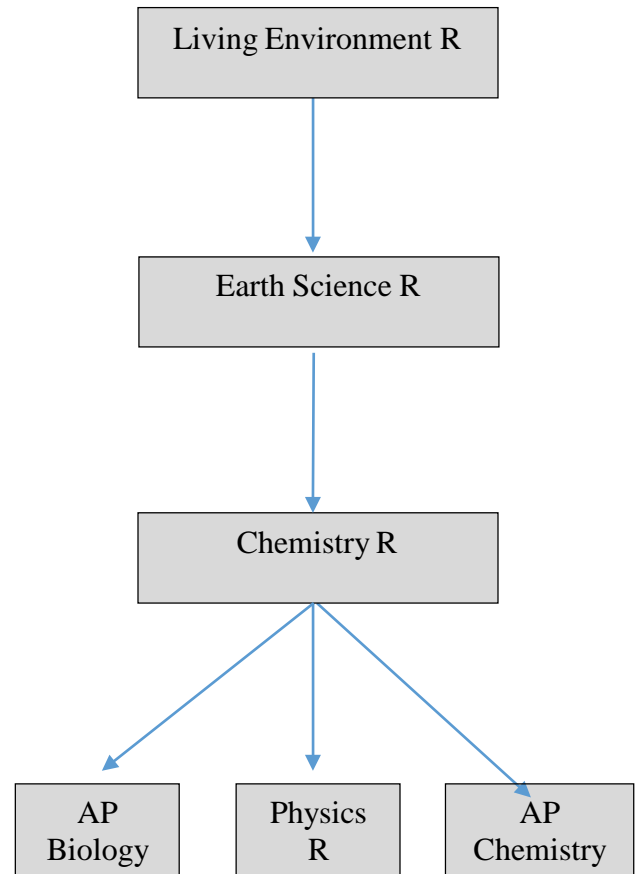 Living Environment R
Earth Science R
Chemistry R
AP
Biology
Physics
R
AP
Chemistry